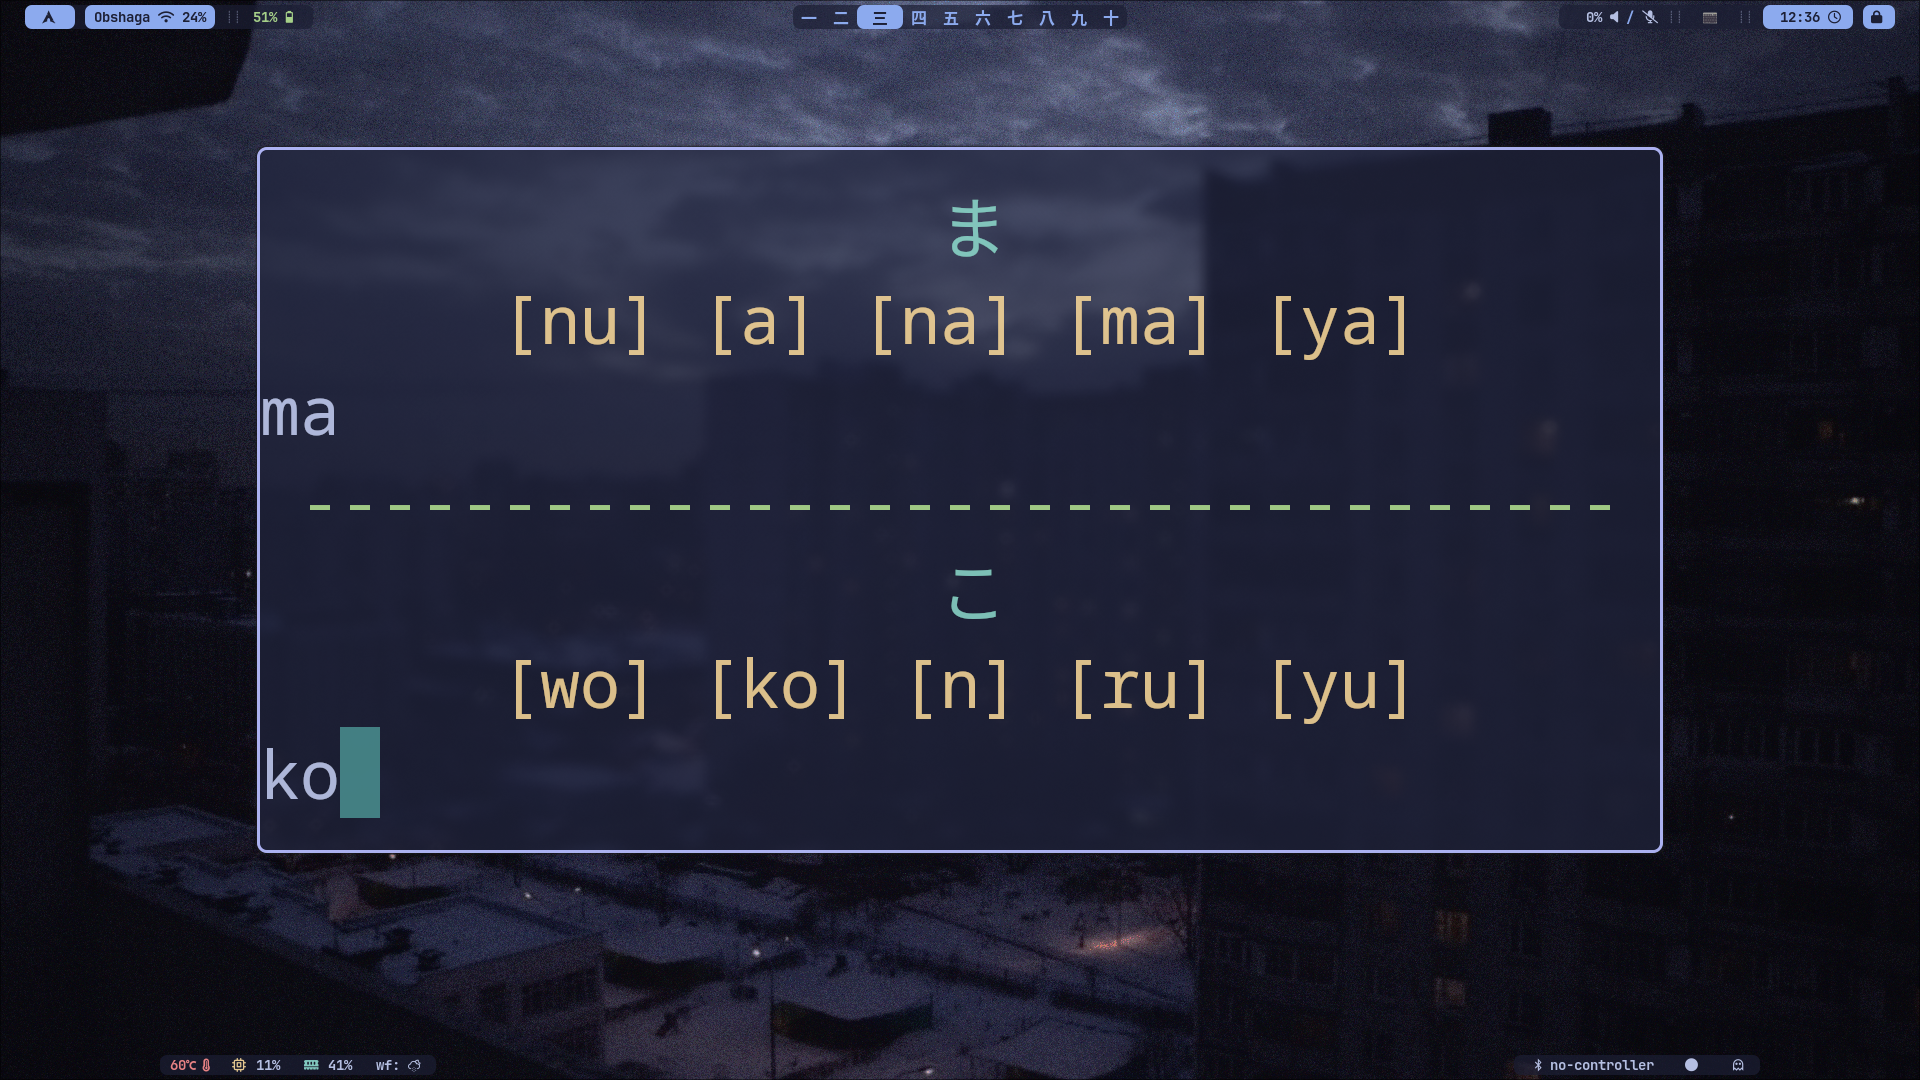 Obshaga 24% 51% 一 二 三 四 五 六 七 八 九 十 0% / 12:36
ま
[nu] [a] [na] [ma] [ya]
ma
- - - - - - - - - - - - - - - - - - - - - - - - - - - - - - - - -
こ
[wo] [ko] [n] [ru] [yu]
ko
60℃ 11% 41% wf: no-controller